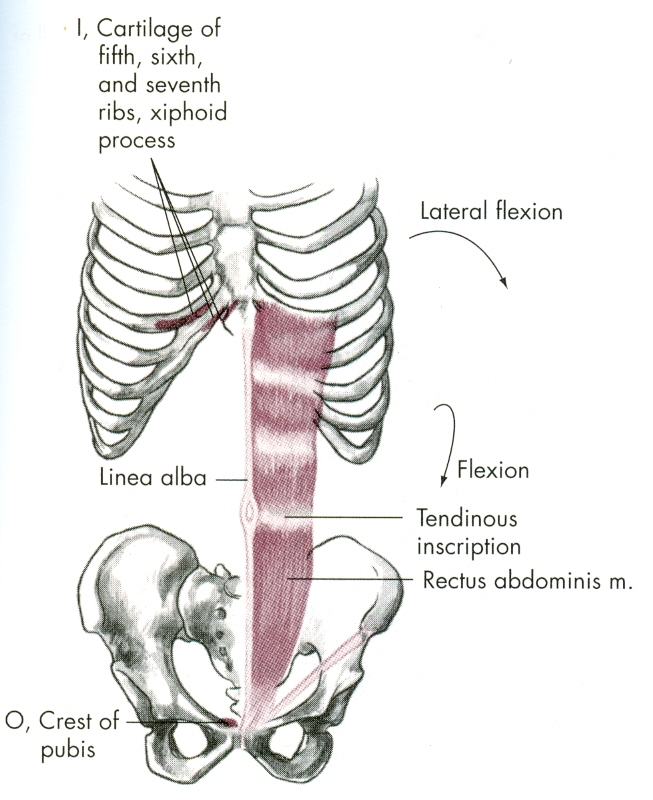 I, Cartilage of
fifth, sixth,
and seventh
ribs, xiphoid
process
Lateral flexion
Flexion
Linea alba
Tendinous
inscription
Rectus abdominis m.
O, Crest of
pubis